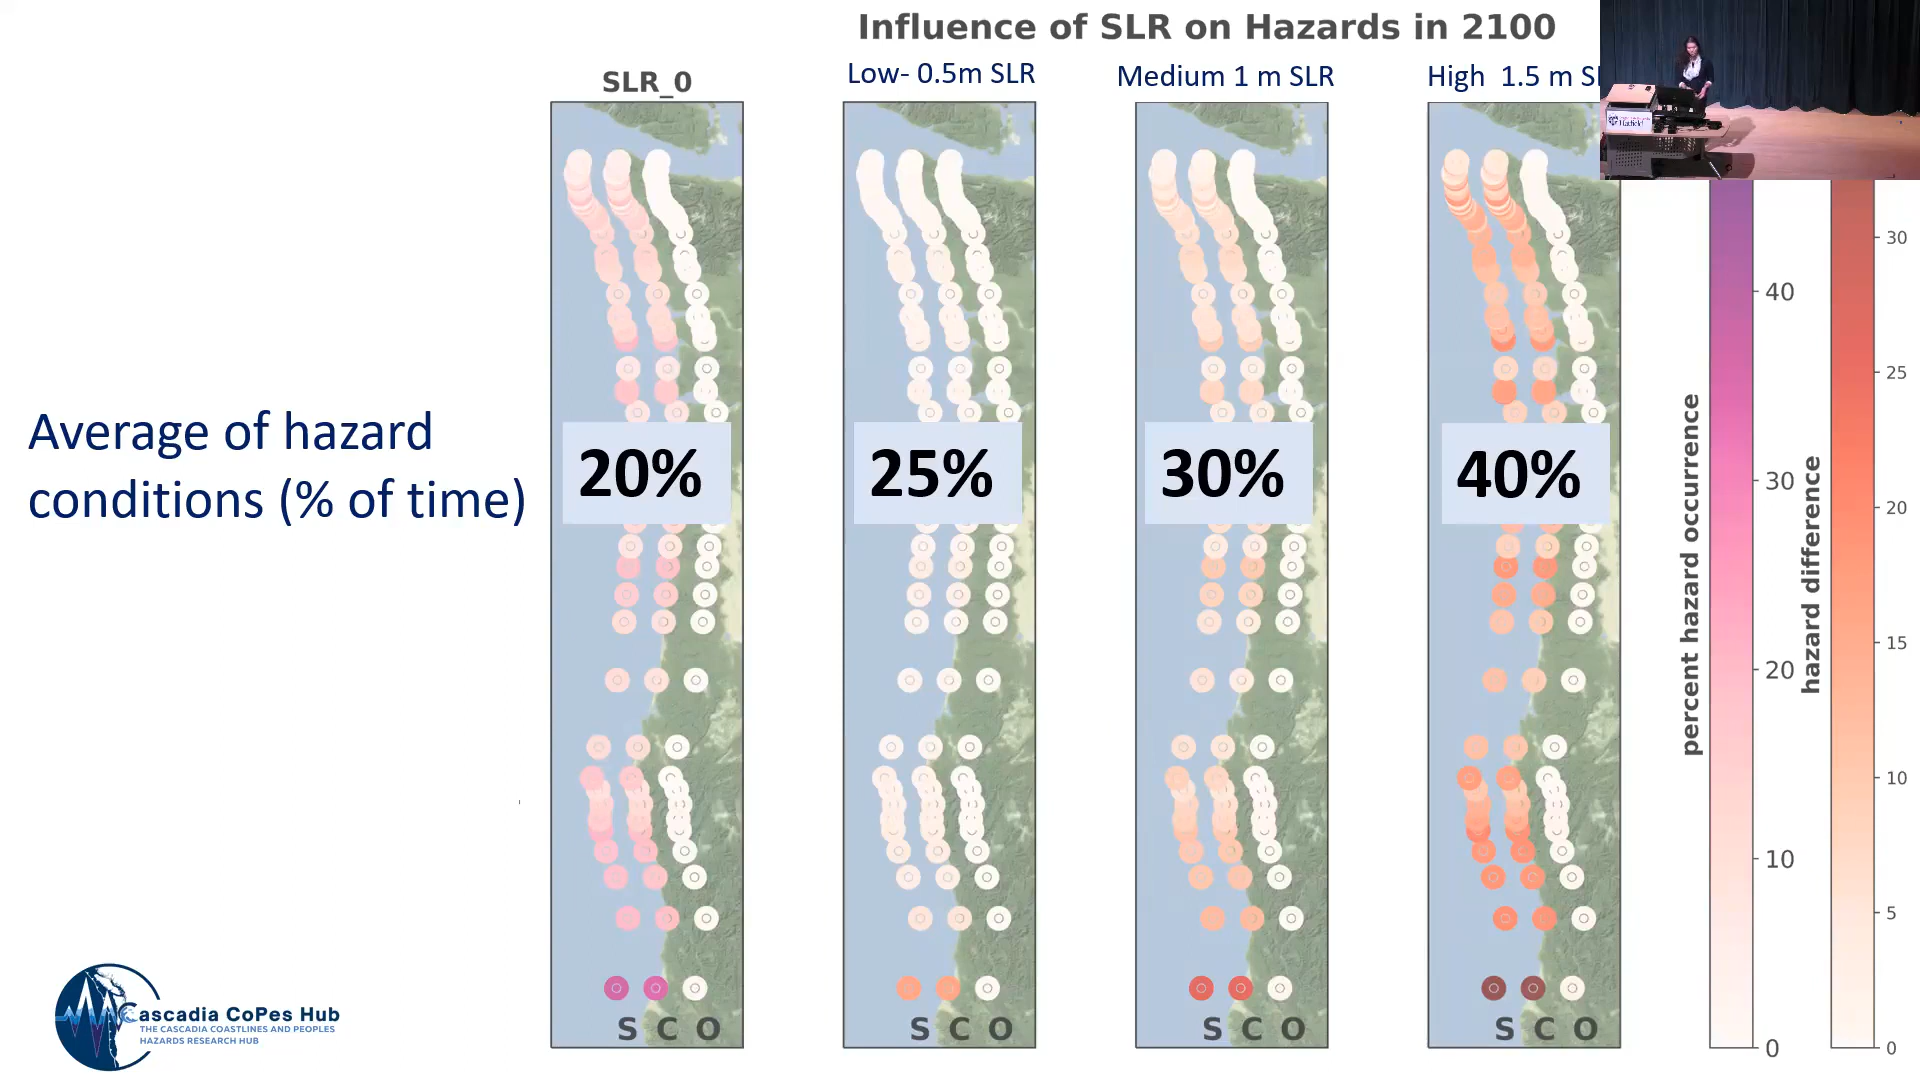 Influence of SLR on Hazards in 2100
SLR_0
Low- 0.5m SLR
Medium 1 m SLR
High 1.5 m
Average of hazard
conditions (% of time)
20%
25%
30%
40%
S C O
S C O
S C O
S C O
percent hazard occurrence
40
30
20
10
0
hazard difference
30
25
20
15
10
5
0
Hatfield
Cascadia CoPes Hub
THE CASCADIA COASTLINES AND PEOPLES
HAZARDS RESEARCH HUB